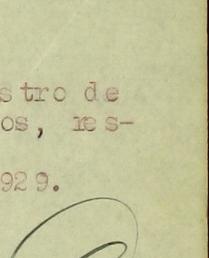 stro de
os, res-
929.